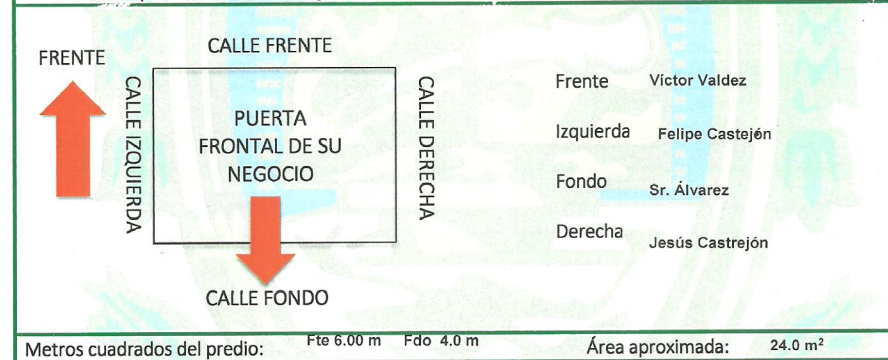 FRENTE
CALLE FRENTE
CALLE IZQUIERDA
PUERTA
FRONTAL DE SU
NEGOCIO
CALLE DERECHA
CALLE FONDO
Frente Víctor Valdez
Izquierda Felipe Castejón
Fondo Sr. Álvarez
Derecha Jesús Castrejón
Metros cuadrados del predio: Fte 6.00 m Fdo 4.0 m Área aproximada: 24.0 m²